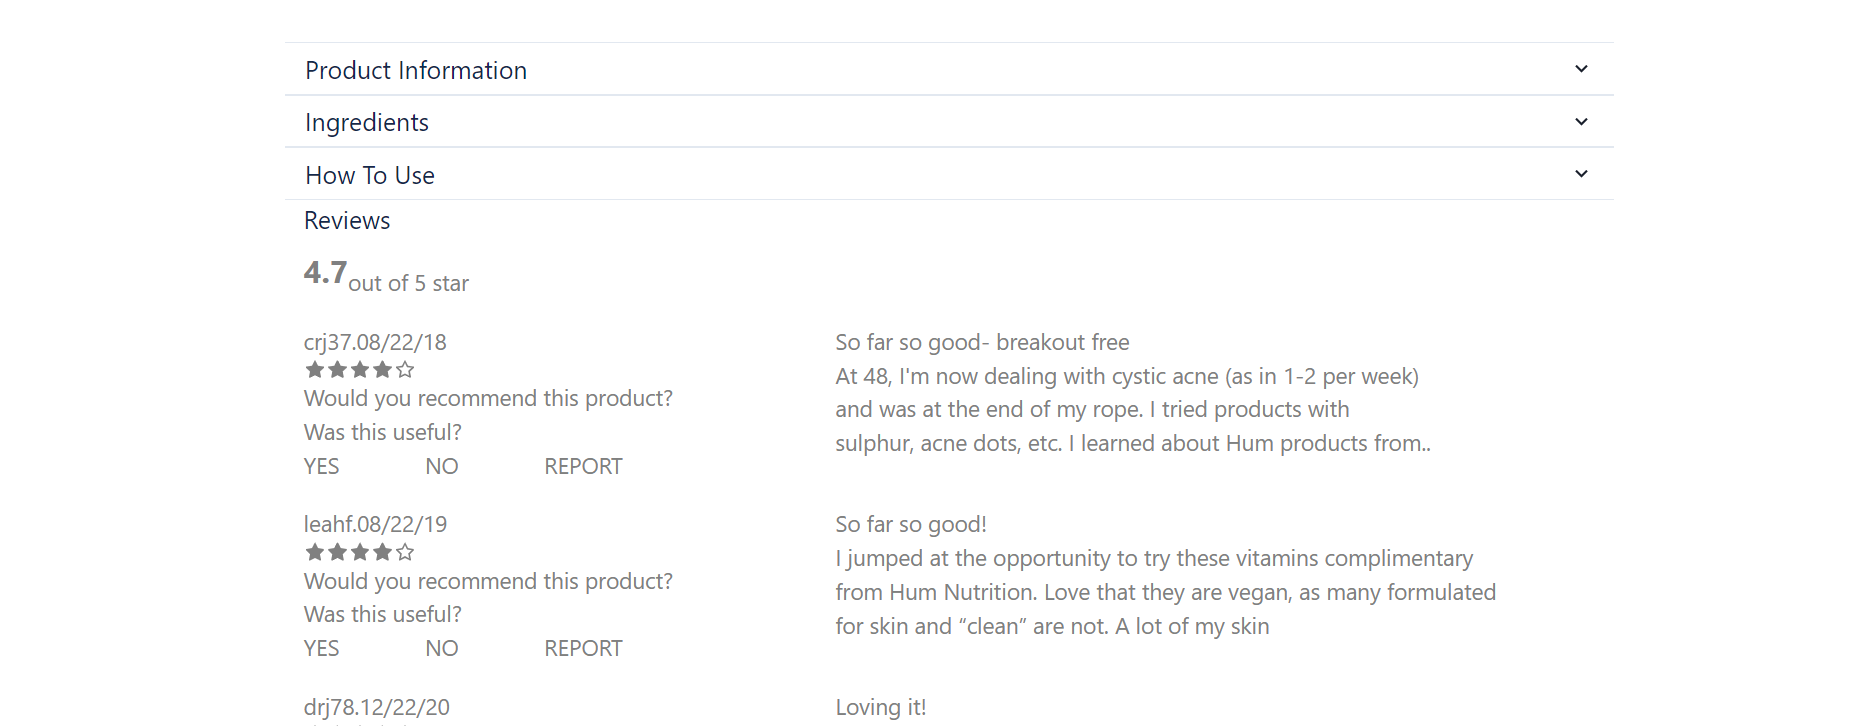 Product Information
Ingredients
How To Use
Reviews
4.7 out of 5 star
crj37.08/22/18
Would you recommend this product?
Was this useful?
YES NO REPORT
So far so good- breakout free
At 48, I'm now dealing with cystic acne (as in 1-2 per week)
and was at the end of my rope. I tried products with
sulphur, acne dots, etc. I learned about Hum products from..
leahf.08/22/19
Would you recommend this product?
Was this useful?
YES NO REPORT
So far so good!
I jumped at the opportunity to try these vitamins complimentary
from Hum Nutrition. Love that they are vegan, as many formulated
for skin and “clean” are not. A lot of my skin
drj78.12/22/20
Loving it!